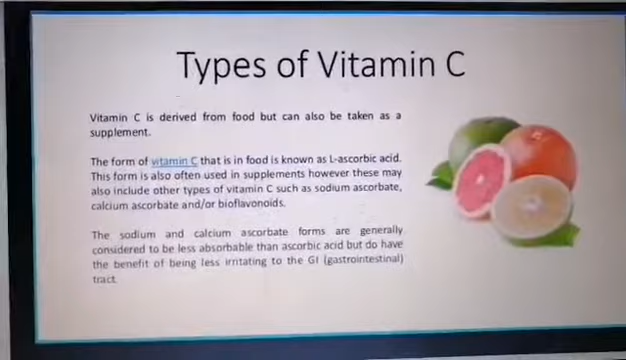 Types of Vitamin C
Vitamin C is derived from food but can also be taken as a
supplement.
The form of vitamin C that is in food is known as L-ascorbic acid.
This form is also often used in supplements however these may
also include other types of vitamin C such as sodium ascorbate,
calcium ascorbate and/or bioflavonoids.
The sodium and calcium ascorbate forms are generally
considered to be less absorbable than ascorbic acid but do have
the benefit of being less irritating to the GI (gastrointestinal)
tract.